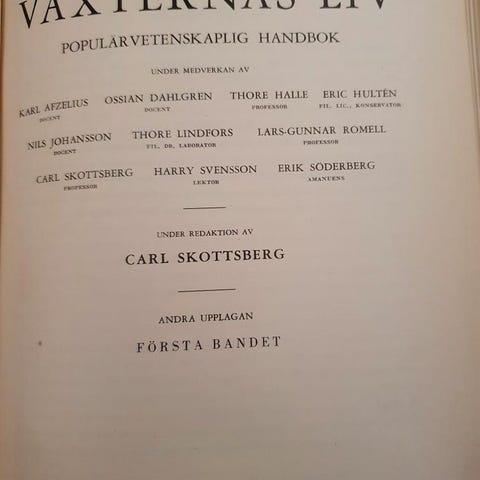 VÄXTERNAS LIV
POPULÄRVETENSKAPLIG HANDBOK
UNDER MEDVERKAN AV
KARL AFZELIUS OSSIAN DAHLGREN THORE HALLE ERIC HULTÉN
DOCENT DOCENT PROFESSOR FIL. LIC., KONSERVATOR
NILS JOHANSSON THORE LINDFORS LARS-GUNNAR ROMELL
DOCENT FIL. DR, LABORATOR PROFESSOR
CARL SKOTTSBERG HARRY SVENSSON ERIK SÖDERBERG
PROFESSOR LEKTOR AMANUENS
UNDER REDAKTION AV
CARL SKOTTSBERG
ANDRA UPPLAGAN
FÖRSTA BANDET